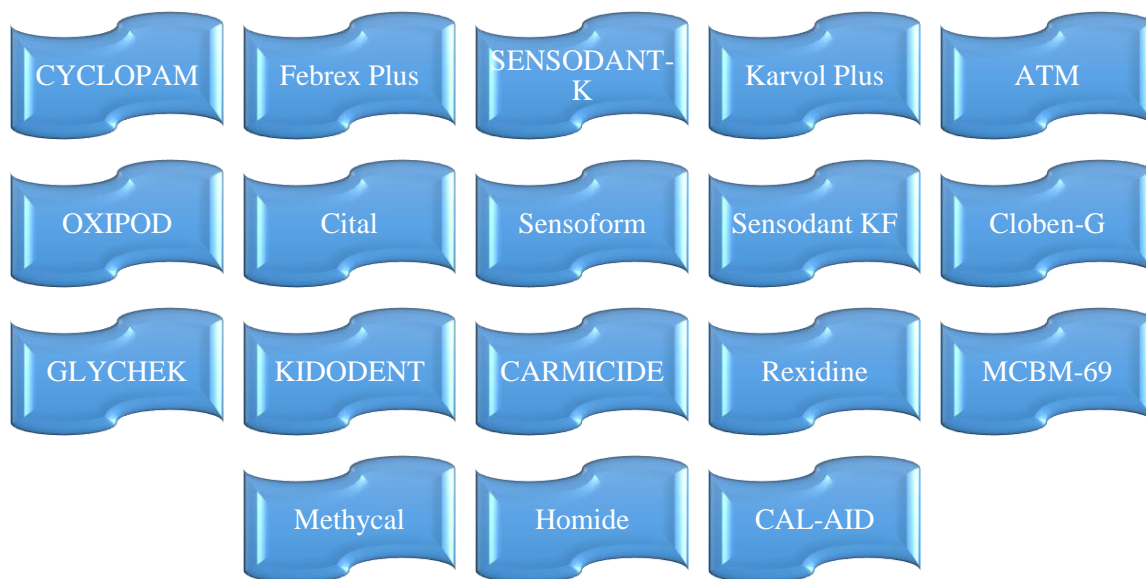 CYCLOPAM
Febrex Plus
SENSODANT-
K
Karvol Plus
ATM
OXIPOD
Cital
Sensoform
Sensodant KF
Cloben-G
GLYCHEK
KIDODENT
CARMICIDE
Rexidine
MCBM-69
Methycal
Homide
CAL-AID